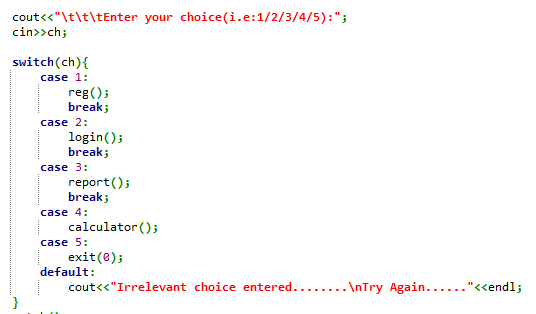 cout<<"\t\t\tEnter your choice(i.e:1/2/3/4/5):";
cin>>ch;
switch(ch){
case 1:
reg();
break;
case 2:
login();
break;
case 3:
report();
break;
case 4:
calculator();
case 5:
exit(0);
default:
cout<<"Irrelevant choice entered........\nTry Again......"<<endl;
}